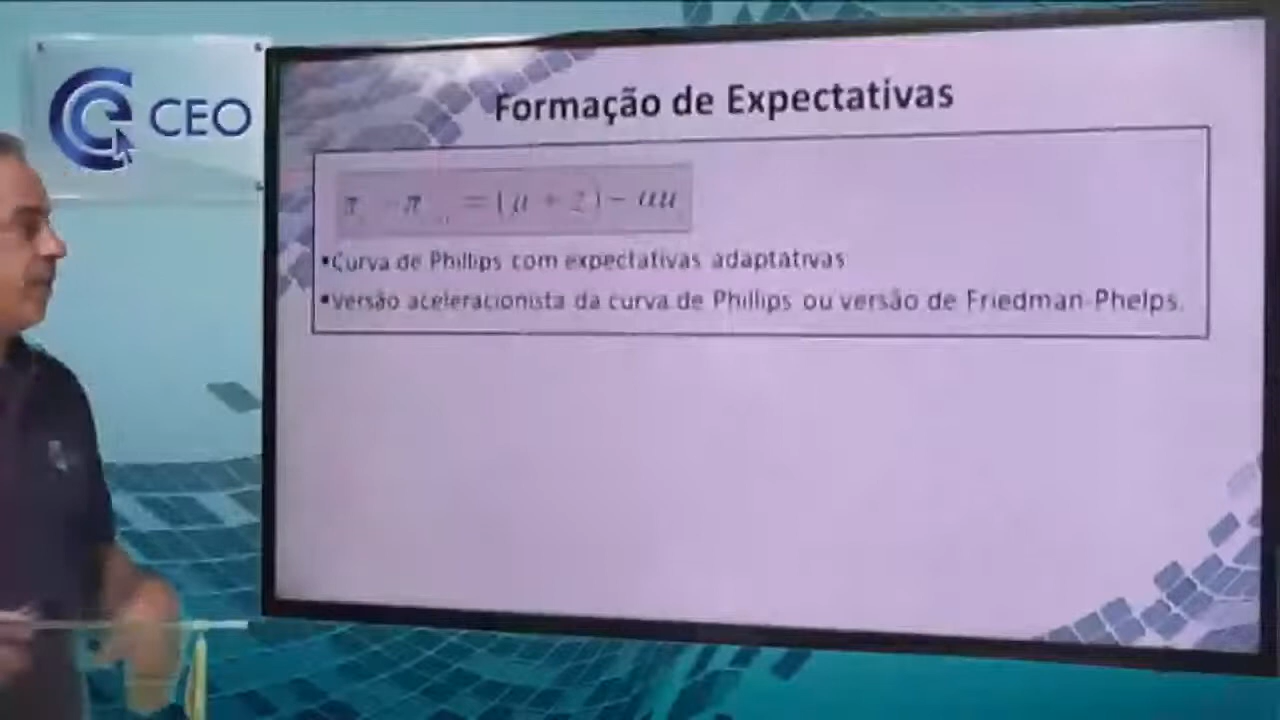 CEO
Formação de Expectativas
π - π = (μ + z) - αu
•Curva de Phillips com expectativas adaptativas
•Versão aceleracionista da curva de Phillips ou versão de Friedman-Phelps.